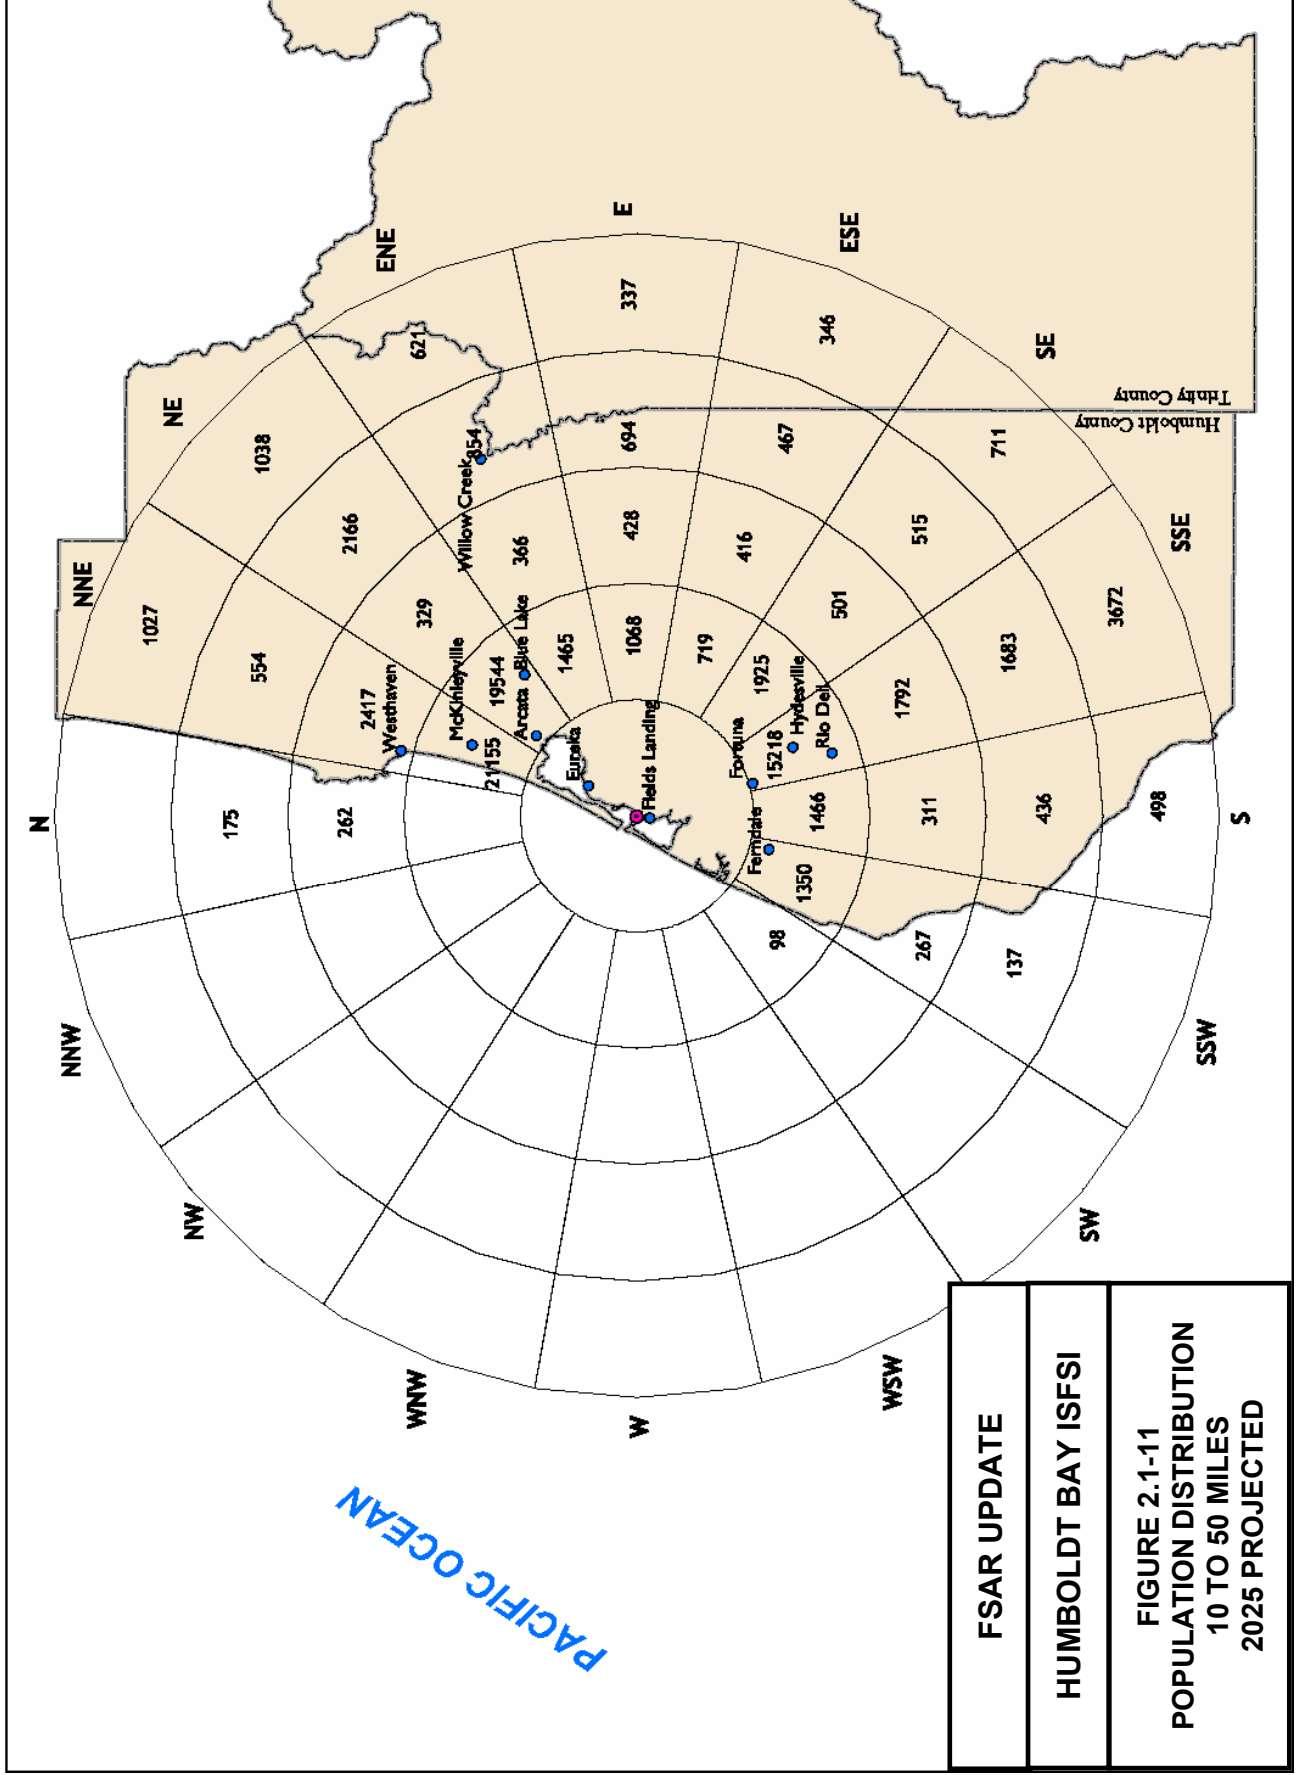 N
NNE
NE
ENE
E
ESE
SE
SSE
S
SSW
SW
WSW
W
WNW
NW
NNW
1027
1038
621
337
346
711
3672
498
175
554
2166
854
694
467
515
1683
436
137
262
2417
329
366
428
416
501
1792
311
267
21155
19544
1465
1068
719
1925
15218
1466
1350
98
Westhaven
McKinleyville
Willow Creek
Blue Lake
Arcata
Eureka
Fields Landing
Fortuna
Hydesville
Rio Dell
Ferndale
Trinity County
Humboldt County
PACIFIC OCEAN
FSAR UPDATE
HUMBOLDT BAY ISFSI
FIGURE 2.1-11
POPULATION DISTRIBUTION
10 TO 50 MILES
2025 PROJECTED